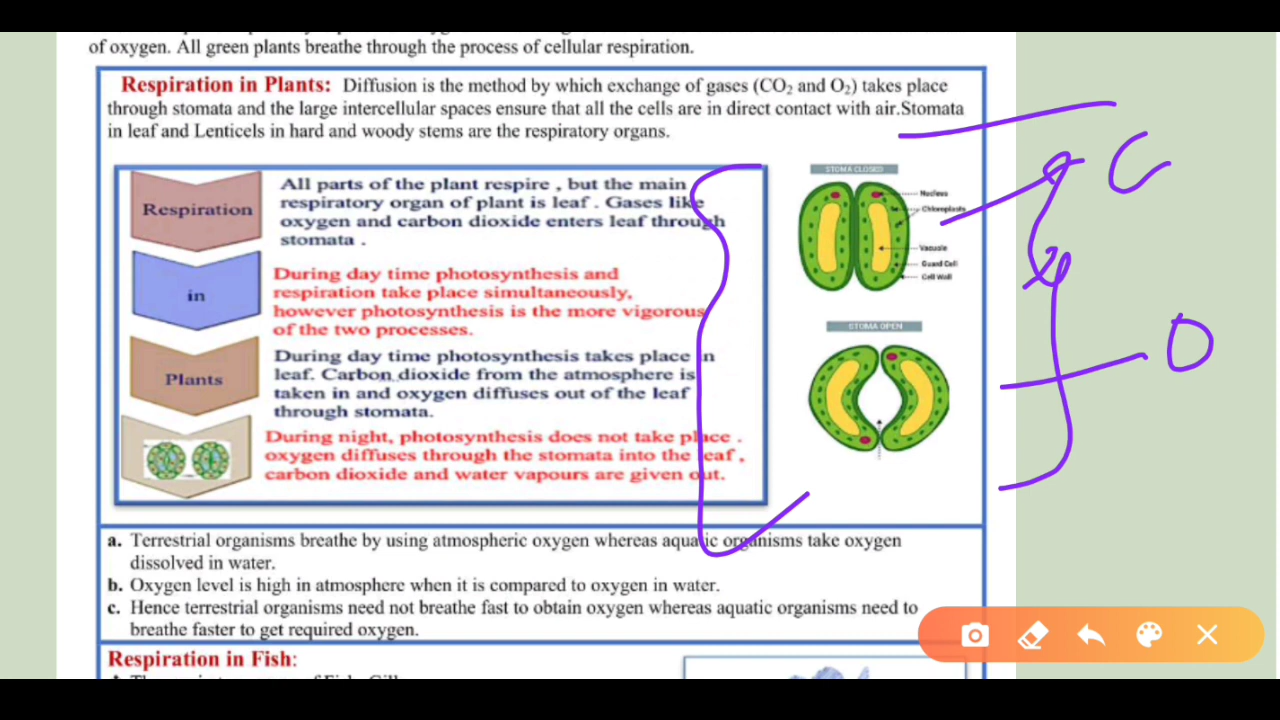 of oxygen. All green plants breathe through the process of cellular respiration.
Respiration in Plants: Diffusion is the method by which exchange of gases (CO₂ and O₂) takes place
through stomata and the large intercellular spaces ensure that all the cells are in direct contact with air.Stomata
in leaf and Lenticels in hard and woody stems are the respiratory organs.
Respiration
in
Plants
All parts of the plant respire , but the main
respiratory organ of plant is leaf . Gases like
oxygen and carbon dioxide enters leaf through
stomata .
During day time photosynthesis and
respiration take place simultaneously,
however photosynthesis is the more vigorous
of the two processes.
During day time photosynthesis takes place in
leaf. Carbon dioxide from the atmosphere is
taken in and oxygen diffuses out of the leaf
through stomata.
During night, photosynthesis does not take place .
oxygen diffuses through the stomata into the leaf ,
carbon dioxide and water vapours are given out.
STOMA CLOSED
Nucleus
Chloroplasts
Vacuole
Guard Cell
Cell Wall
STOMA OPEN
C
O
a. Terrestrial organisms breathe by using atmospheric oxygen whereas aquatic organisms take oxygen
dissolved in water.
b. Oxygen level is high in atmosphere when it is compared to oxygen in water.
c. Hence terrestrial organisms need not breathe fast to obtain oxygen whereas aquatic organisms need to
breathe faster to get required oxygen.
Respiration in Fish: